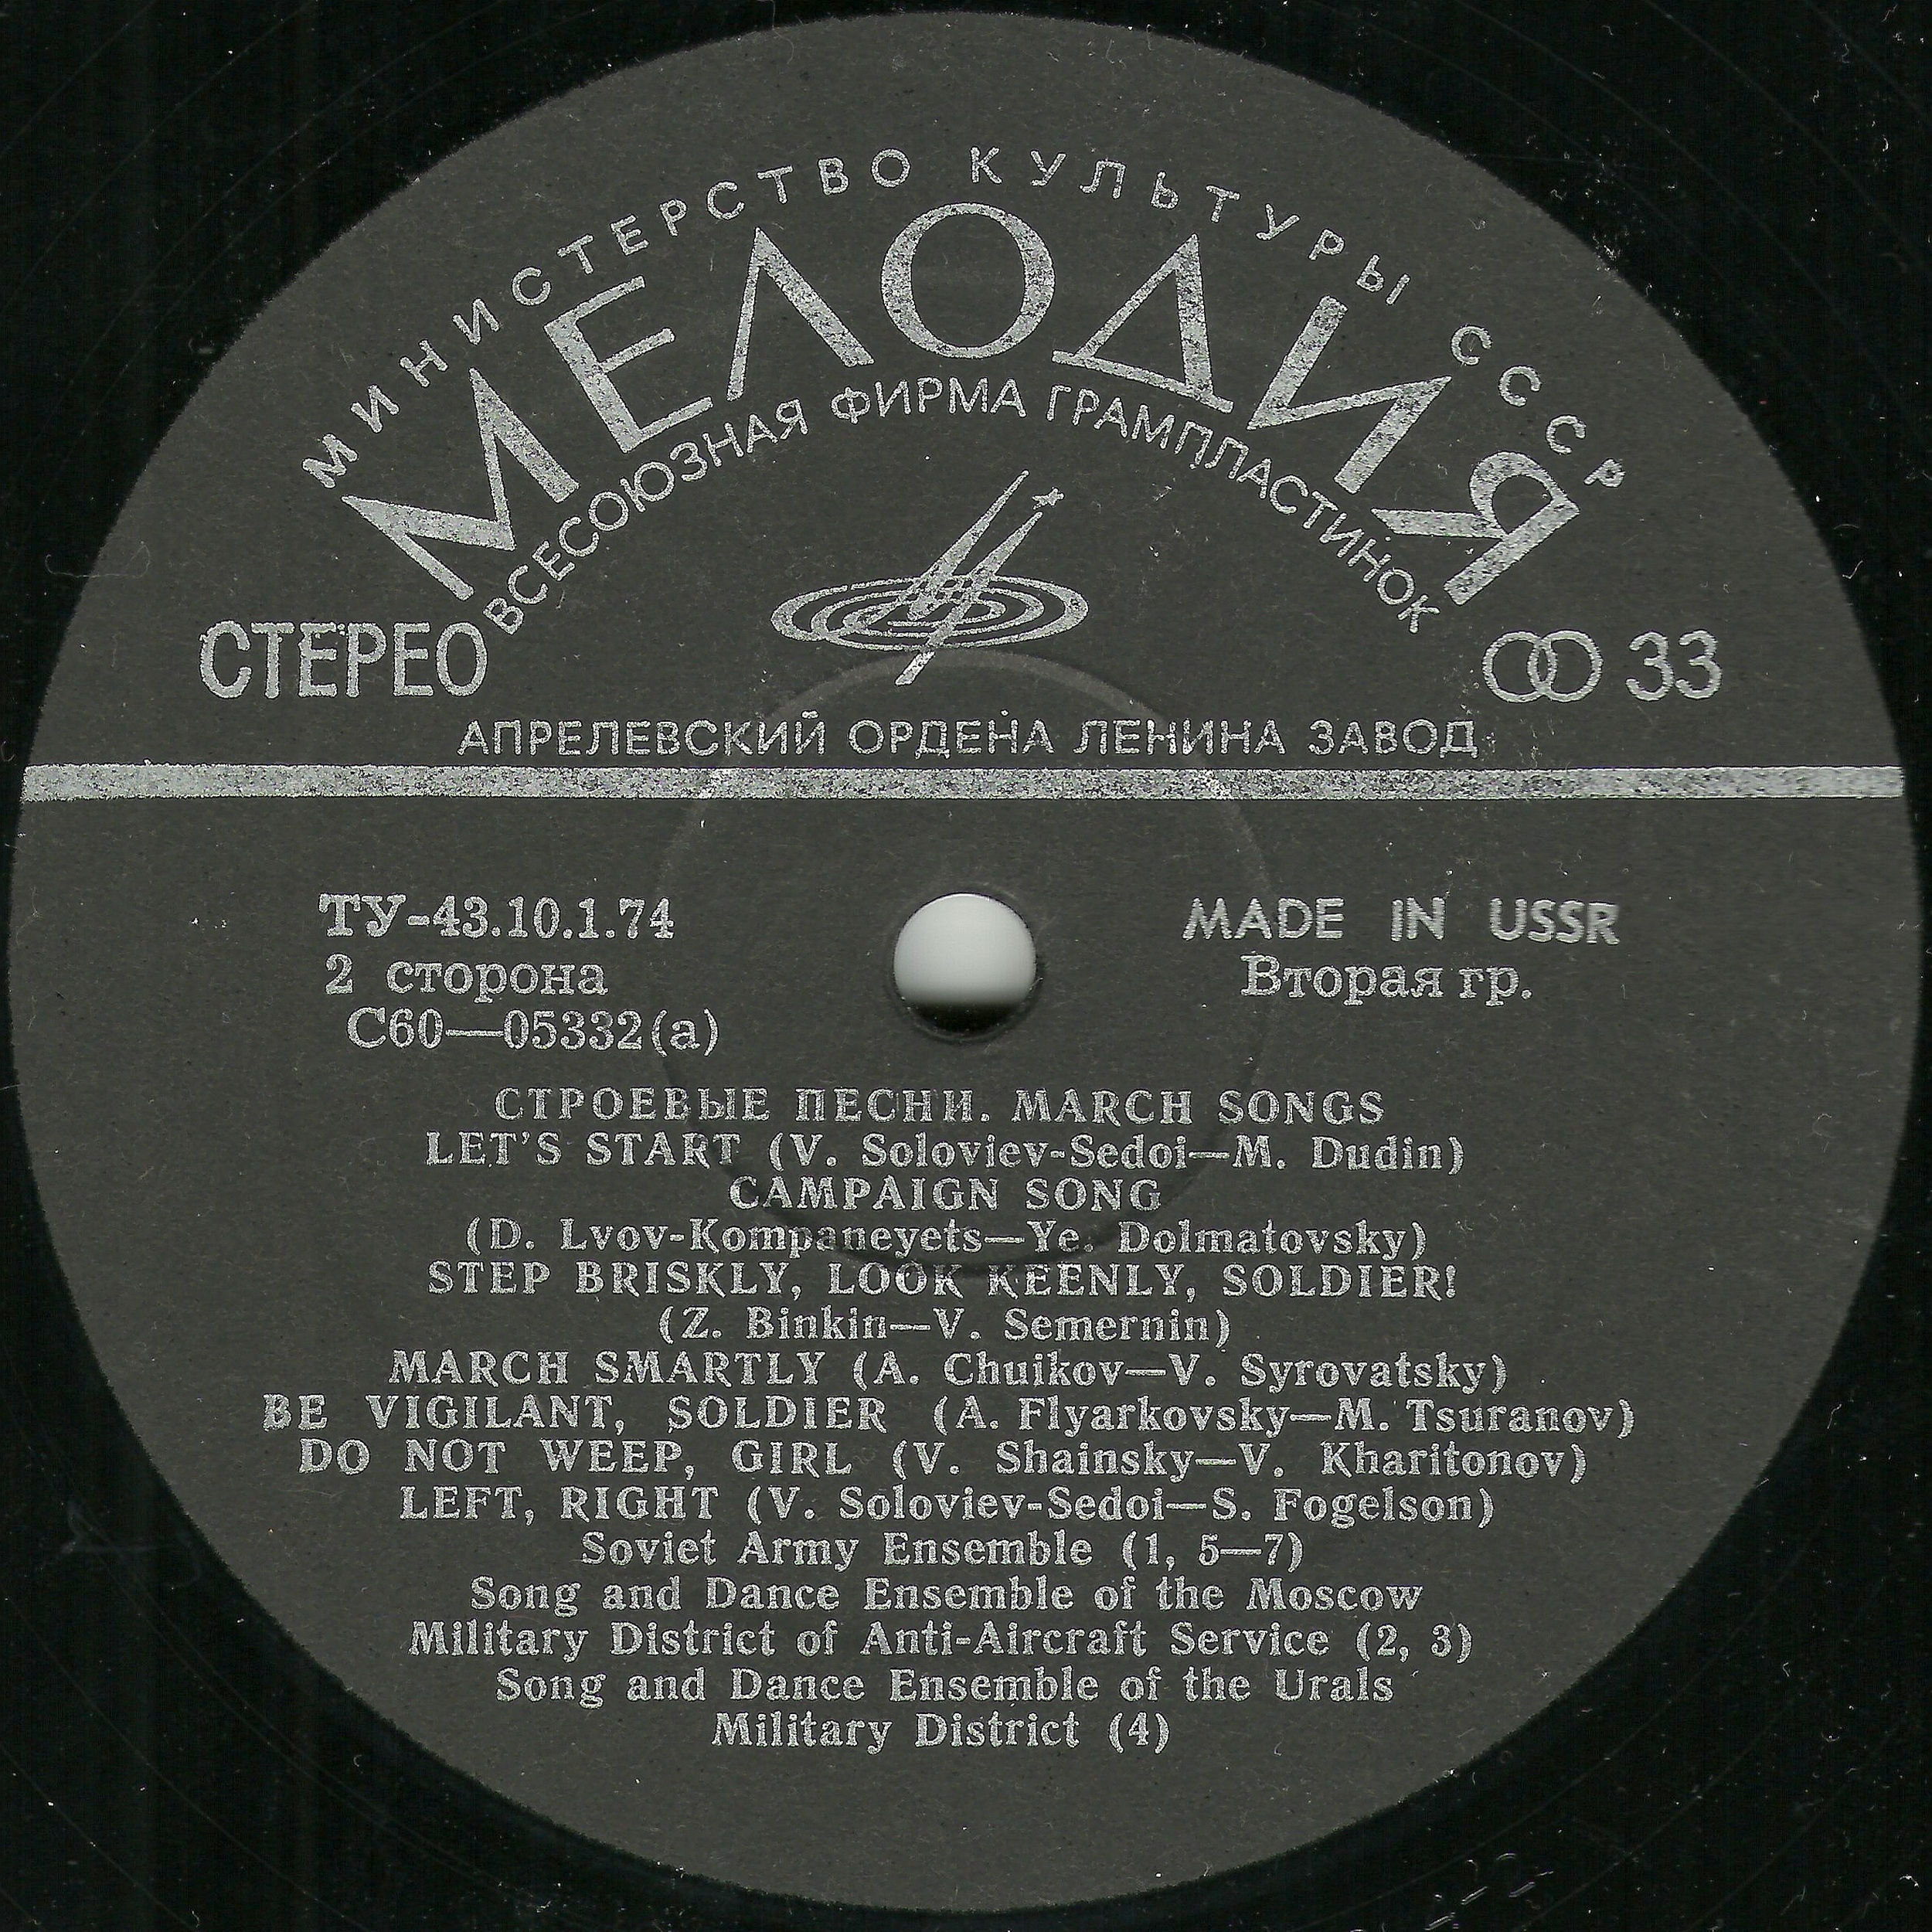 МИНИСТЕРСТВО КУЛЬТУРЫ СССР
МЕЛОДИЯ
ВСЕСОЮЗНАЯ ФИРМА ГРАМПЛАСТИНОК
СТЕРЕО
33
АПРЕЛЕВСКИЙ ОРДЕНА ЛЕНИНА ЗАВОД
ТУ-43.10.1.74
MADE IN USSR
2 сторона
Вторая гр.
С60—05332(а)
СТРОЕВЫЕ ПЕСНИ. MARCH SONGS
LET'S START (V. Soloviev-Sedoi—M. Dudin)
CAMPAIGN SONG
(D. Lvov-Kompaneyets—Ye. Dolmatovsky)
STEP BRISKLY, LOOK KEENLY, SOLDIER!
(Z. Binkin—V. Semernin)
MARCH SMARTLY (A. Chuikov—V. Syrovatsky)
BE VIGILANT, SOLDIER (A. Flyarkovsky—M. Tsuranov)
DO NOT WEEP, GIRL (V. Shainsky—V. Kharitonov)
LEFT, RIGHT (V. Soloviev-Sedoi—S. Fogelson)
Soviet Army Ensemble (1, 5—7)
Song and Dance Ensemble of the Moscow
Military District of Anti-Aircraft Service (2, 3)
Song and Dance Ensemble of the Urals
Military District (4)